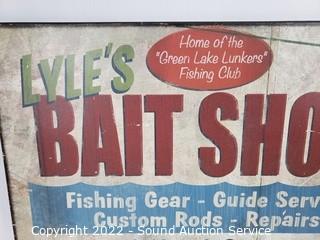 Home of the
"Green Lake Lunkers"
Fishing Club
LYLE'S
BAIT SHO
Fishing Gear - Guide Serv
Custom Rods - Repairs
Copyright 2022 - Sound Auction Service